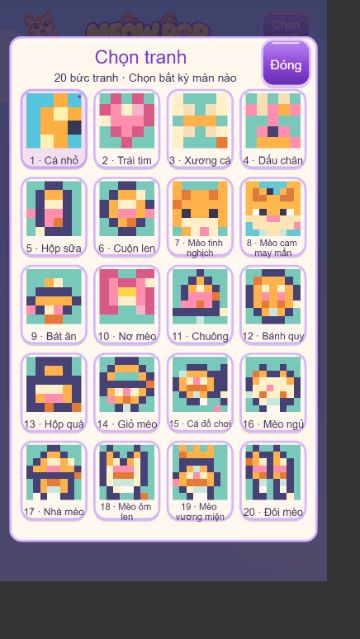 MEOW POP
Chọn
Chọn tranh
Đóng
20 bức tranh · Chọn bất kỳ màn nào
1 · Cá nhỏ
2 · Trái tim
3 · Xương cá
4 · Dấu chân
5 · Hộp sữa
6 · Cuộn len
7 · Mèo tinh
nghịch
8 · Mèo cam
may mắn
9 · Bát ăn
10 · Nơ mèo
11 · Chuông
12 · Bánh quy
13 · Hộp quà
14 · Giỏ mèo
15 · Cá đồ chơi
16 · Mèo ngủ
17 · Nhà mèo
18 · Mèo ôm
len
19 · Mèo
vương miện
20 · Đôi mèo